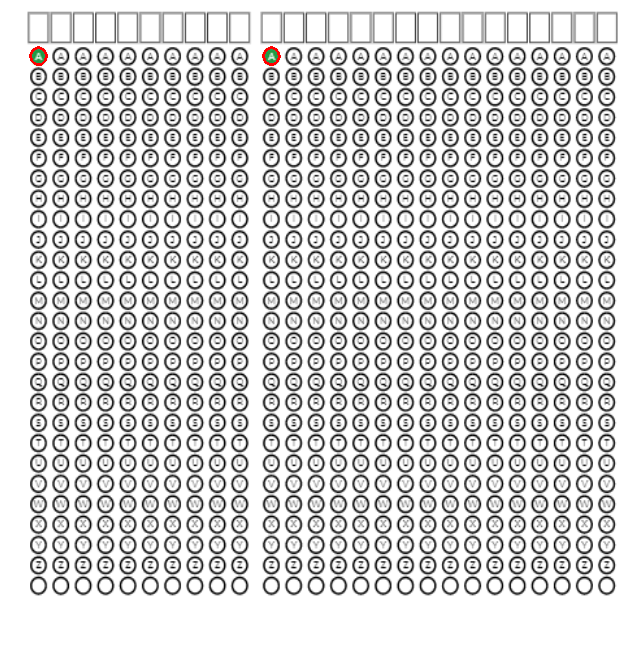 A A A A A A A A A A A A A A A A A A A A A A A A A A
B B B B B B B B B B B B B B B B B B B B B B B B B B
C C C C C C C C C C C C C C C C C C C C C C C C C C
D D D D D D D D D D D D D D D D D D D D D D D D D D
E E E E E E E E E E E E E E E E E E E E E E E E E E
F F F F F F F F F F F F F F F F F F F F F F F F F F
G G G G G G G G G G G G G G G G G G G G G G G G G G
H H H H H H H H H H H H H H H H H H H H H H H H H H
I I I I I I I I I I I I I I I I I I I I I I I I I I
J J J J J J J J J J J J J J J J J J J J J J J J J J
K K K K K K K K K K K K K K K K K K K K K K K K K K
L L L L L L L L L L L L L L L L L L L L L L L L L L
M M M M M M M M M M M M M M M M M M M M M M M M M M
N N N N N N N N N N N N N N N N N N N N N N N N N N
O O O O O O O O O O O O O O O O O O O O O O O O O O
P P P P P P P P P P P P P P P P P P P P P P P P P P
Q Q Q Q Q Q Q Q Q Q Q Q Q Q Q Q Q Q Q Q Q Q Q Q Q Q
R R R R R R R R R R R R R R R R R R R R R R R R R R
S S S S S S S S S S S S S S S S S S S S S S S S S S
T T T T T T T T T T T T T T T T T T T T T T T T T T
U U U U U U U U U U U U U U U U U U U U U U U U U U
V V V V V V V V V V V V V V V V V V V V V V V V V V
W W W W W W W W W W W W W W W W W W W W W W W W W W
X X X X X X X X X X X X X X X X X X X X X X X X X X
Y Y Y Y Y Y Y Y Y Y Y Y Y Y Y Y Y Y Y Y Y Y Y Y Y Y
Z Z Z Z Z Z Z Z Z Z Z Z Z Z Z Z Z Z Z Z Z Z Z Z Z Z